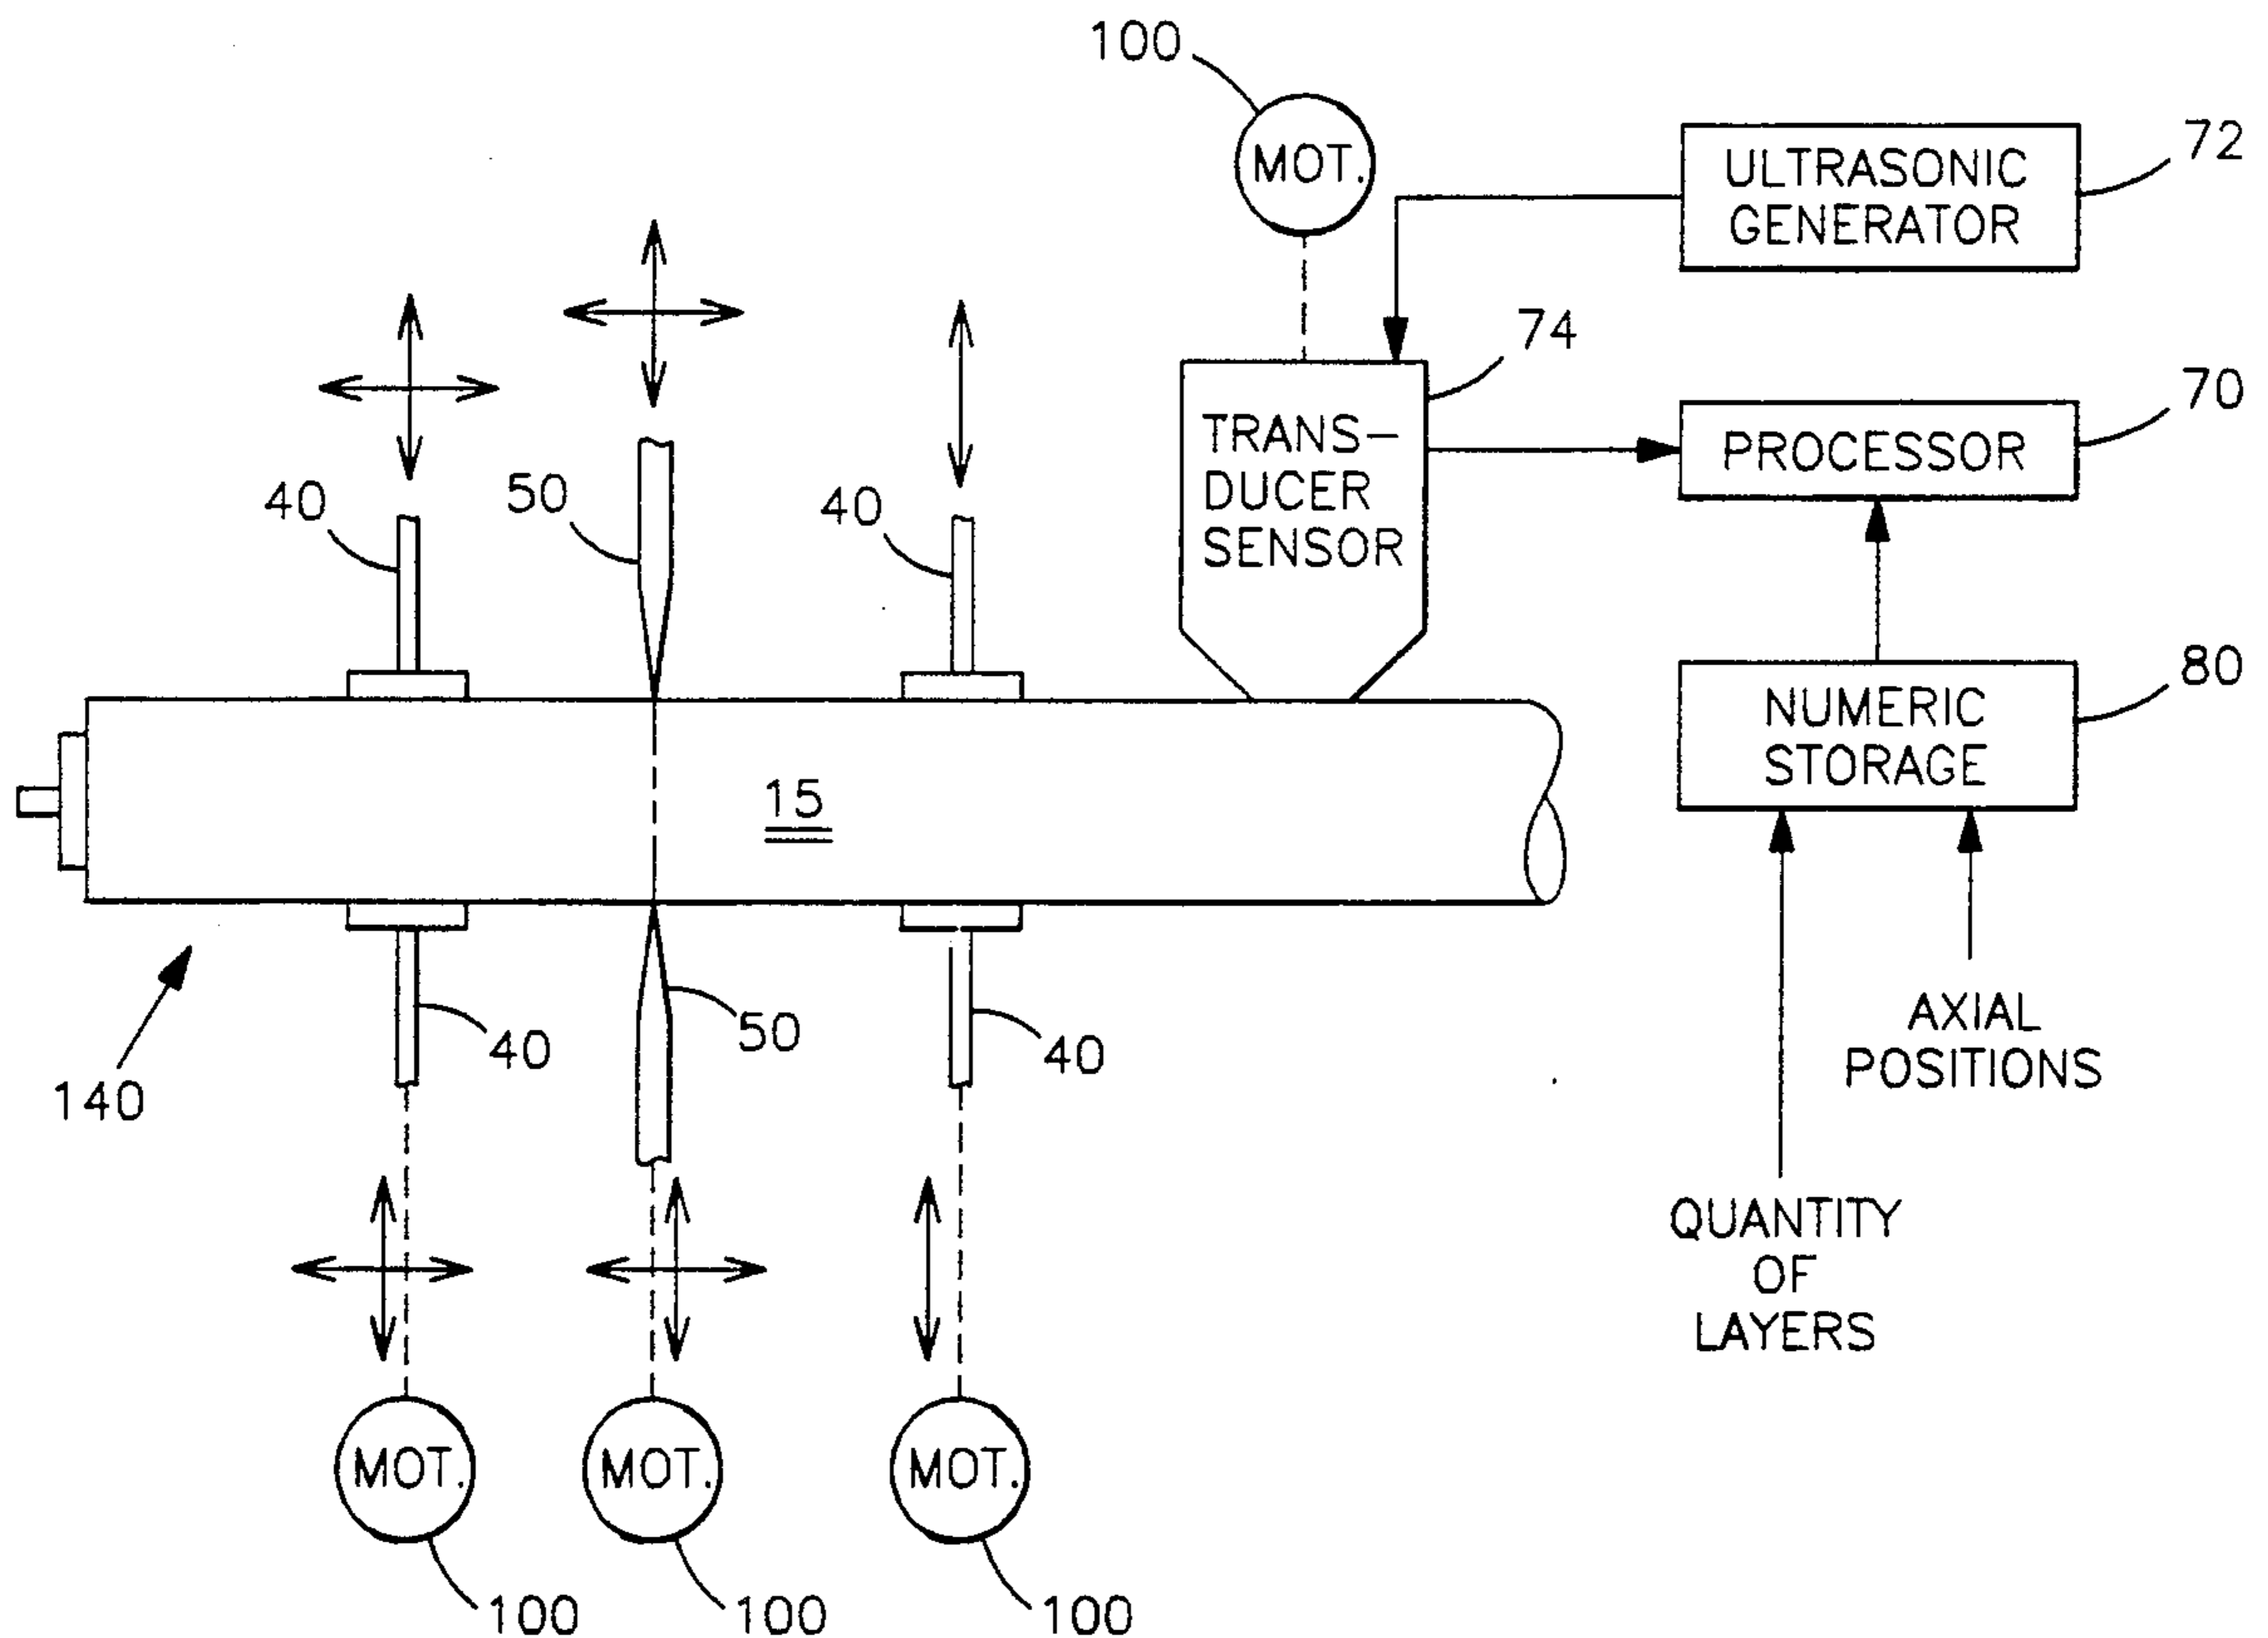 100
MOT.
ULTRASONIC
GENERATOR
72
74
TRANS-
DUCER
SENSOR
PROCESSOR
70
40
50
40
NUMERIC
STORAGE
80
15
40
50
40
140
AXIAL
POSITIONS
QUANTITY
OF
LAYERS
MOT.
MOT.
MOT.
100
100
100